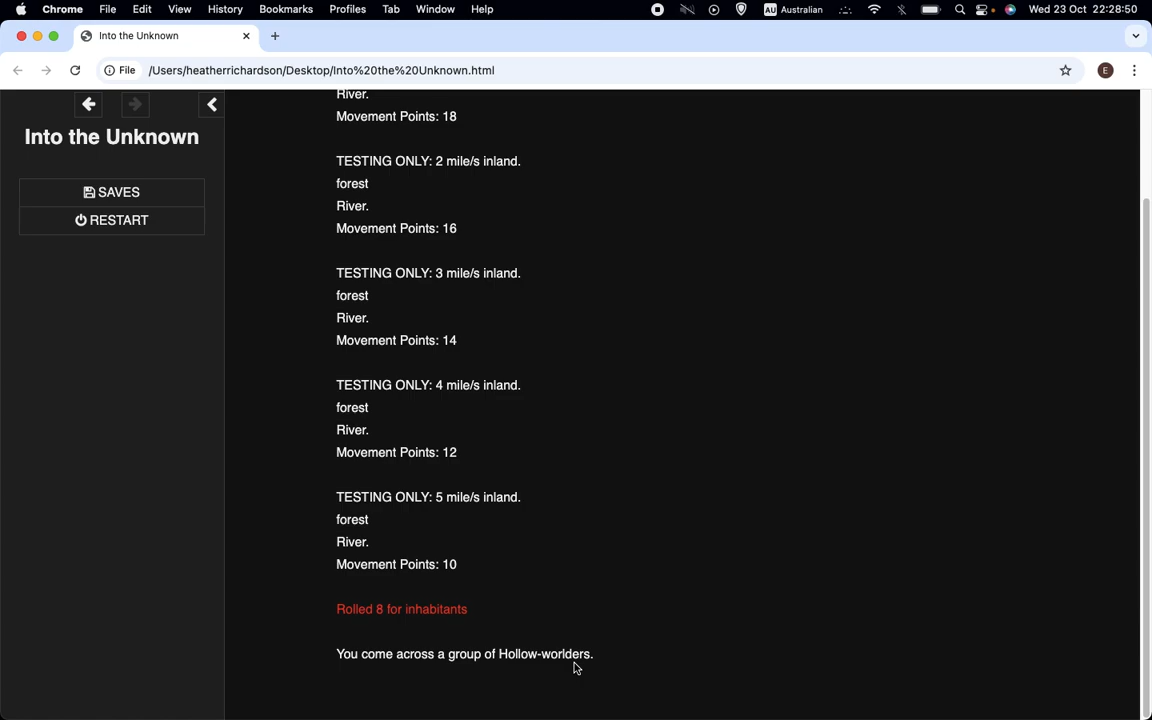 Chrome File Edit View History Bookmarks Profiles Tab Window Help AU Australian Wed 23 Oct 22:28:50
Into the Unknown
File /Users/heatherrichardson/Desktop/Into%20the%20Unknown.html E
River.
Into the Unknown
Movement Points: 18
TESTING ONLY: 2 mile/s inland.
forest
SAVES
River.
RESTART
Movement Points: 16
TESTING ONLY: 3 mile/s inland.
forest
River.
Movement Points: 14
TESTING ONLY: 4 mile/s inland.
forest
River.
Movement Points: 12
TESTING ONLY: 5 mile/s inland.
forest
River.
Movement Points: 10
Rolled 8 for inhabitants
You come across a group of Hollow-worlders.